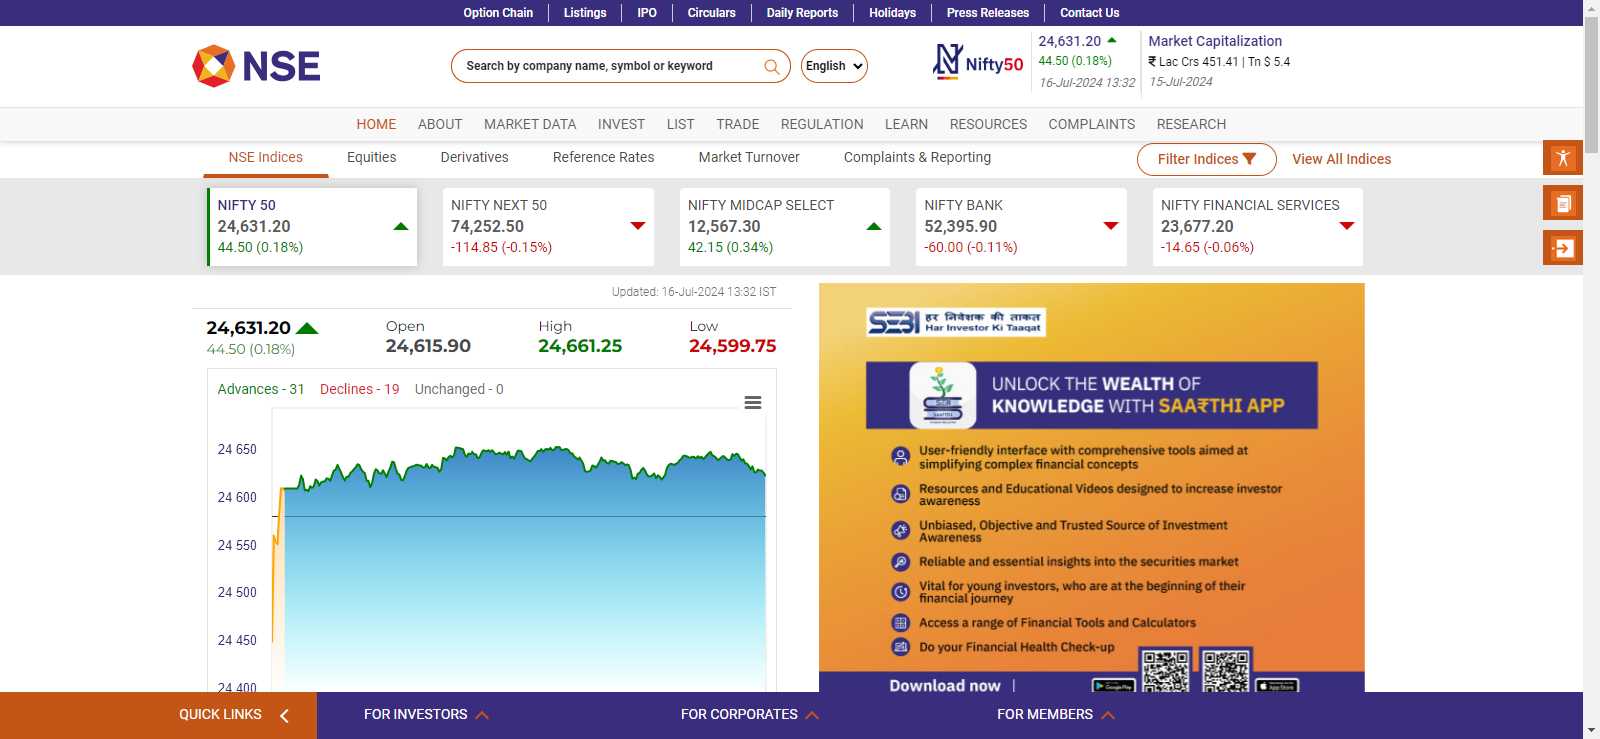 Option Chain
Listings
IPO
Circulars
Daily Reports
Holidays
Press Releases
Contact Us
NSE
Search by company name, symbol or keyword
English
Nifty50
24,631.20
44.50 (0.18%)
16-Jul-2024 13:32
Market Capitalization
₹ Lac Crs 451.41 | Tn $ 5.4
15-Jul-2024
HOME
ABOUT
MARKET DATA
INVEST
LIST
TRADE
REGULATION
LEARN
RESOURCES
COMPLAINTS
RESEARCH
NSE Indices
Equities
Derivatives
Reference Rates
Market Turnover
Complaints & Reporting
Filter Indices
View All Indices
NIFTY 50
24,631.20
44.50 (0.18%)
NIFTY NEXT 50
74,252.50
-114.85 (-0.15%)
NIFTY MIDCAP SELECT
12,567.30
42.15 (0.34%)
NIFTY BANK
52,395.90
-60.00 (-0.11%)
NIFTY FINANCIAL SERVICES
23,677.20
-14.65 (-0.06%)
Updated: 16-Jul-2024 13:32 IST
24,631.20
44.50 (0.18%)
Open
24,615.90
High
24,661.25
Low
24,599.75
Advances - 31
Declines - 19
Unchanged - 0
24 650
24 600
24 550
24 500
24 450
24 400
SEBI
हर निवेशक की ताकत
Har Investor Ki Taaqat
UNLOCK THE WEALTH OF
KNOWLEDGE WITH SAA₹THI APP
User-friendly interface with comprehensive tools aimed at
simplifying complex financial concepts
Resources and Educational Videos designed to increase investor
awareness
Unbiased, Objective and Trusted Source of Investment
Awareness
Reliable and essential insights into the securities market
Vital for young investors, who are at the beginning of their
financial journey
Access a range of Financial Tools and Calculators
Do your Financial Health Check-up
Download now |
Google Play
App Store
QUICK LINKS
FOR INVESTORS
FOR CORPORATES
FOR MEMBERS